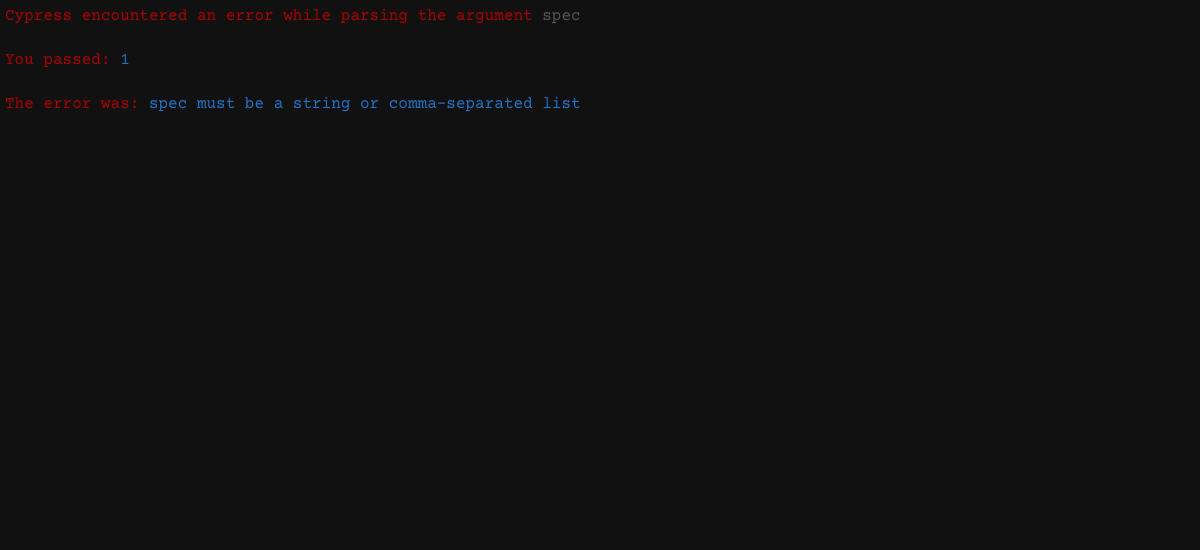 Cypress encountered an error while parsing the argument spec
You passed: 1
The error was: spec must be a string or comma-separated list